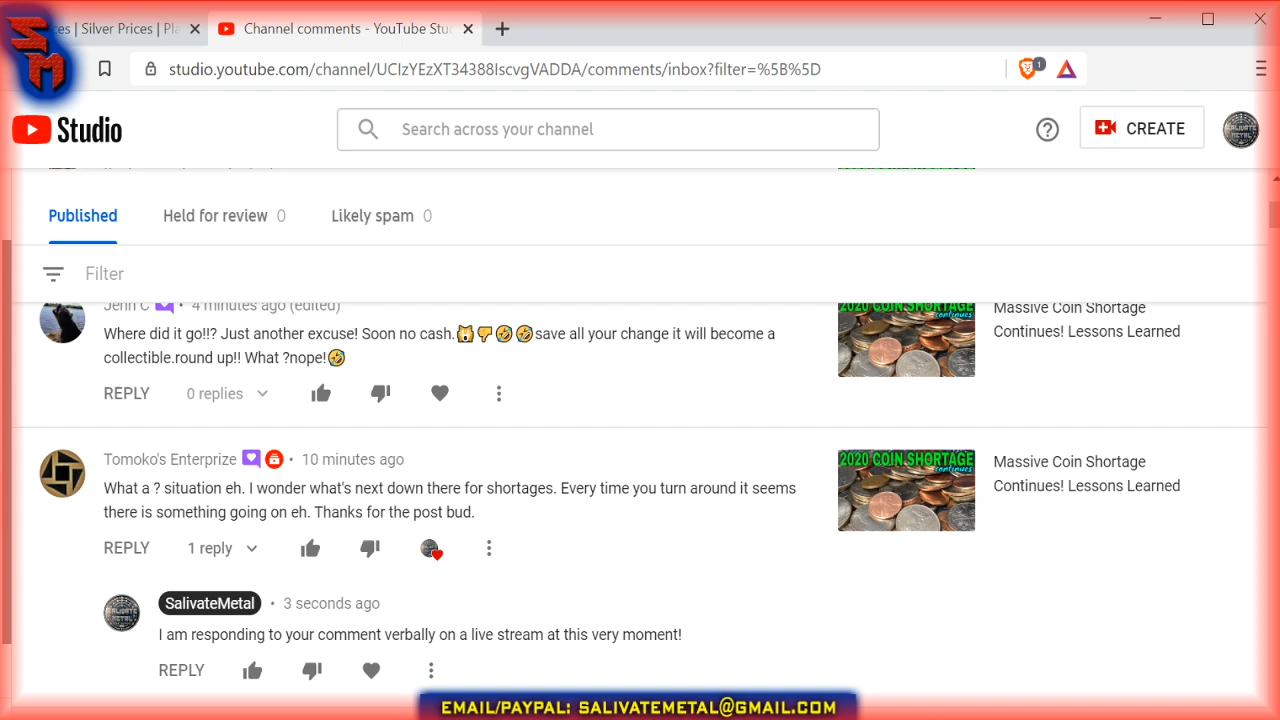 SM
es | Silver Prices | Pla
Channel comments - YouTube Stu
studio.youtube.com/channel/UCIzYEzXT34388IscvgVADDA/comments/inbox?filter=%5B%5D
1
Studio
Search across your channel
CREATE
Published
Held for review 0
Likely spam 0
Filter
Jenn C • 4 minutes ago (edited)
Where did it go!!? Just another excuse! Soon no cash.🙀👎🤣🤣save all your change it will become a
collectible.round up!! What ?nope!🤣
REPLY
0 replies
2020 COIN SHORTAGE
continues
Massive Coin Shortage
Continues! Lessons Learned
Tomoko's Enterprize • 10 minutes ago
What a ? situation eh. I wonder what's next down there for shortages. Every time you turn around it seems
there is something going on eh. Thanks for the post bud.
REPLY
1 reply
2020 COIN SHORTAGE
continues
Massive Coin Shortage
Continues! Lessons Learned
SALIVATE
METAL
SalivateMetal • 3 seconds ago
I am responding to your comment verbally on a live stream at this very moment!
REPLY
EMAIL/PAYPAL: SALIVATEMETAL@GMAIL.COM